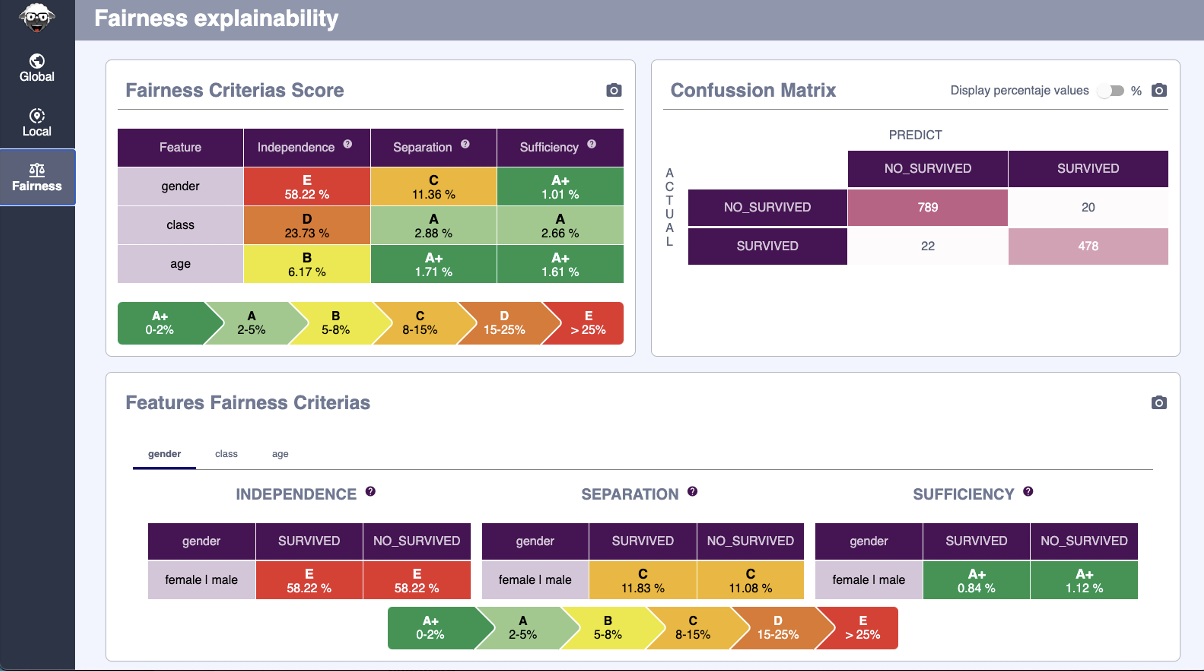 Fairness explainability
Global
Local
Fairness
Fairness Criterias Score
Feature Independence ? Separation ? Sufficiency ?
gender E 58.22 % C 11.36 % A+ 1.01 %
class D 23.73 % A 2.88 % A 2.66 %
age B 6.17 % A+ 1.71 % A+ 1.61 %
A+ A B C D E
0-2% 2-5% 5-8% 8-15% 15-25% > 25%
Confussion Matrix
Display percentaje values %
PREDICT
ACTUAL
NO_SURVIVED SURVIVED
NO_SURVIVED 789 20
SURVIVED 22 478
Features Fairness Criterias
gender class age
INDEPENDENCE ?
gender SURVIVED NO_SURVIVED
female | male E 58.22 % E 58.22 %
SEPARATION ?
gender SURVIVED NO_SURVIVED
female | male C 11.83 % C 11.08 %
SUFFICIENCY ?
gender SURVIVED NO_SURVIVED
female | male A+ 0.84 % A+ 1.12 %
A+ A B C D E
0-2% 2-5% 5-8% 8-15% 15-25% > 25%